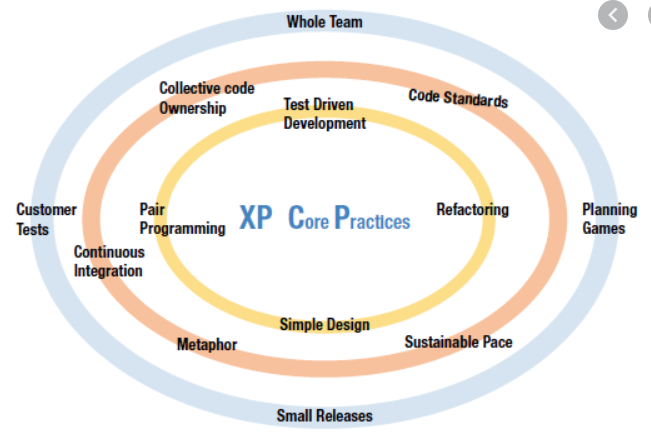 Whole Team
Collective code
Ownership
Test Driven
Development
Code Standards
Customer
Tests
Pair
Programming
XP Core Practices
Refactoring
Planning
Games
Continuous
Integration
Simple Design
Metaphor
Sustainable Pace
Small Releases